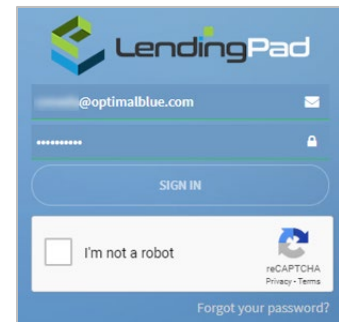 LendingPad
@optimalblue.com
SIGN IN
I'm not a robot
reCAPTCHA
Privacy - Terms
Forgot your password?